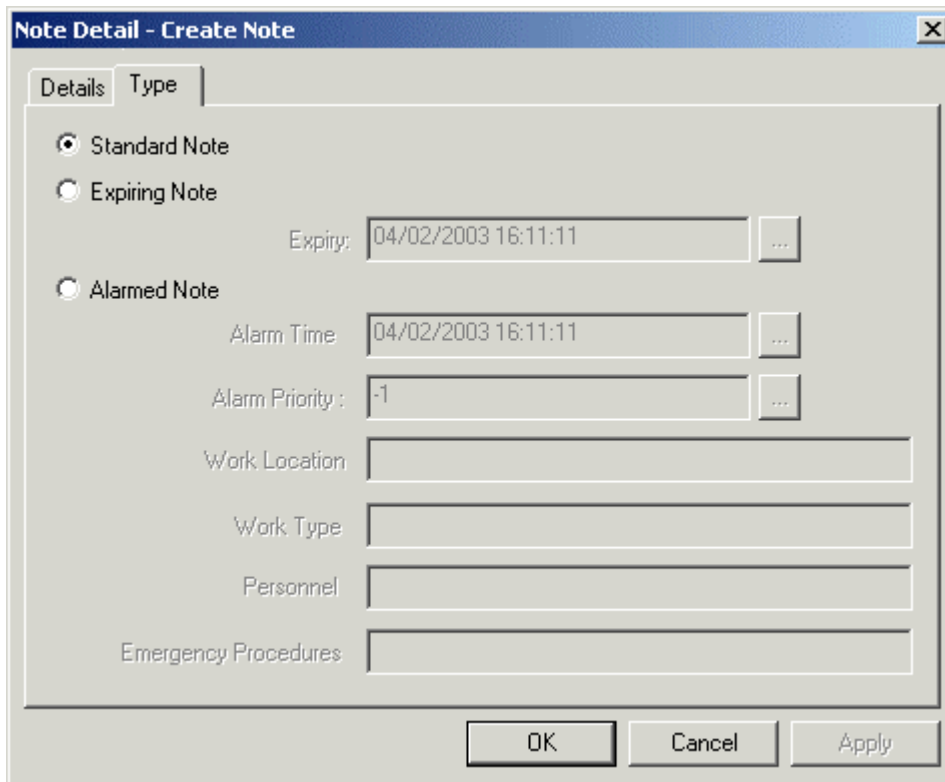 Note Detail - Create Note
Details Type
Standard Note
Expiring Note
Expiry: 04/02/2003 16:11:11 ...
Alarmed Note
Alarm Time 04/02/2003 16:11:11 ...
Alarm Priority : -1 ...
Work Location
Work Type
Personnel
Emergency Procedures
OK Cancel Apply